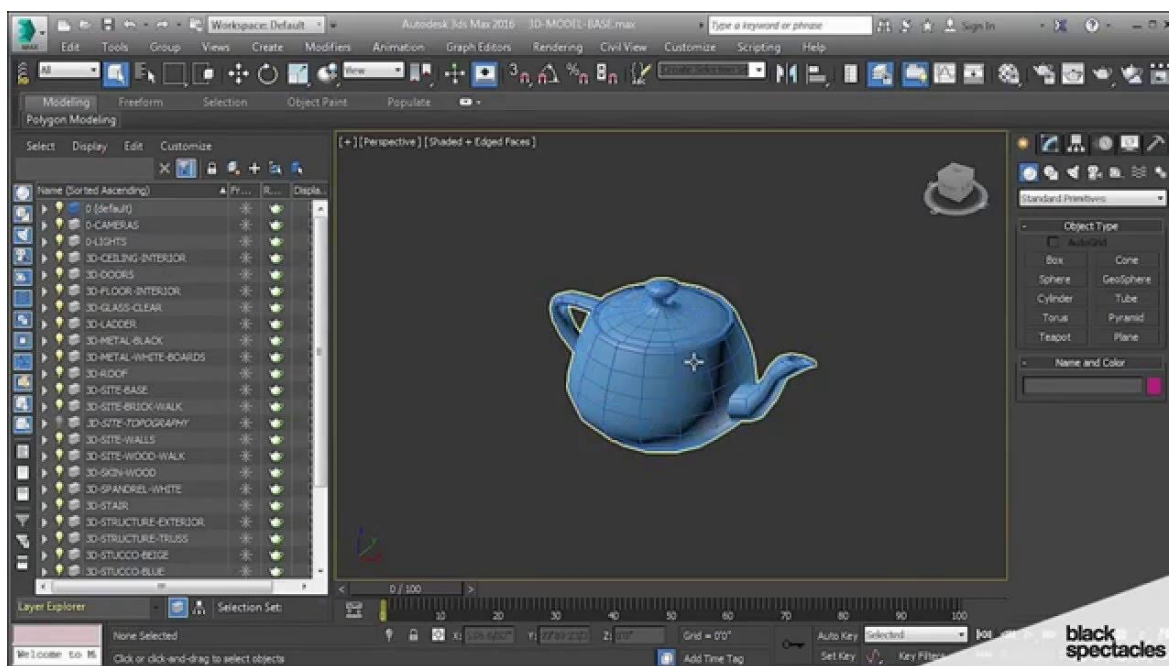 Workspace: Default
Autodesk 3ds Max 2016 3D-MODEL-BASE.max
Type a keyword or phrase
Sign In
MAX
Edit Tools Group Views Create Modifiers Animation Graph Editors Rendering Civil View Customize Scripting Help
All
View
Modeling Freeform Selection Object Paint Populate
Polygon Modeling
Select Display Edit Customize
Name (Sorted Ascending) Fr... R... Displa...
0 (default)
0-CAMERAS
0-LIGHTS
3D-CEILING-INTERIOR
3D-DOORS
3D-FLOOR-INTERIOR
3D-GLASS-CLEAR
3D-LADDER
3D-METAL-BLACK
3D-METAL-WHITE-BOARDS
3D-ROOF
3D-SITE-BASE
3D-SITE-BRICK-WALK
3D-SITE-TOPOGRAPHY
3D-SITE-WALLS
3D-SITE-WOOD-WALK
3D-SKIN-WOOD
3D-SPANDREL-WHITE
3D-STAIR
3D-STRUCTURE-EXTERIOR
3D-STRUCTURE-TRUSS
3D-STUCCO-BEIGE
3D-STUCCO-BLUE
Layer Explorer
Selection Set:
[+] [Perspective] [Shaded + Edged Faces]
Standard Primitives
Object Type
AutoGrid
Box Cone
Sphere GeoSphere
Cylinder Tube
Torus Pyramid
Teapot Plane
Name and Color
0 / 100
10 20 30 40 50 60 70 80 90 100
None Selected
X: Y: Z:
Grid = 0'0"
Auto Key Selected
Welcome to M
Click or click-and-drag to select objects
Add Time Tag
Set Key Key Filters
black
spectacles